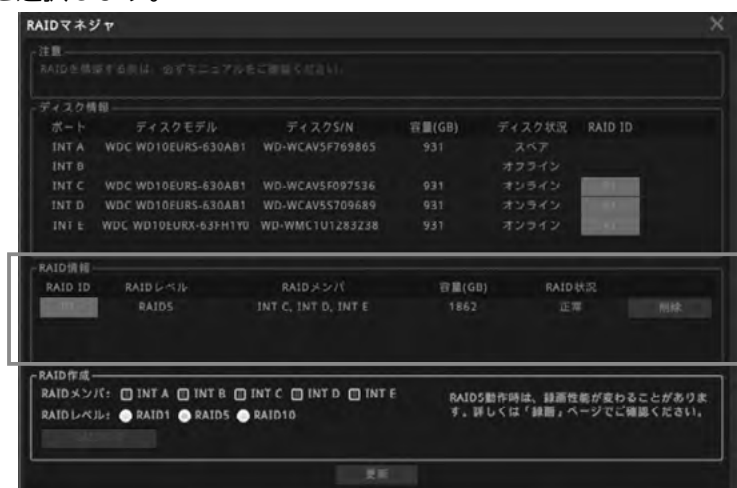 を選択します。
RAIDマネジャ
注意
RAIDを構築する前は、必ずマニュアルをご確認ください。
ディスク情報
ポート ディスクモデル ディスクS/N 容量(GB) ディスク状況 RAID ID
INT A WDC WD10EURS-630AB1 WD-WCAV5F769865 931 スペア
INT B オフライン
INT C WDC WD10EURS-630AB1 WD-WCAV5F097536 931 オンライン
INT D WDC WD10EURS-630AB1 WD-WCAV5S709689 931 オンライン
INT E WDC WD10EURX-63FH1Y0 WD-WMC1U1283238 931 オンライン
RAID情報
RAID ID RAIDレベル RAIDメンバ 容量(GB) RAID状況
RAID5 INT C, INT D, INT E 1862 正常 削除
RAID作成
RAIDメンバ: INT A INT B INT C INT D INT E
RAIDレベル: RAID1 RAID5 RAID10
RAID5動作時は、録画性能が変わることがありま
す。詳しくは「録画」ページでご確認ください。
更新